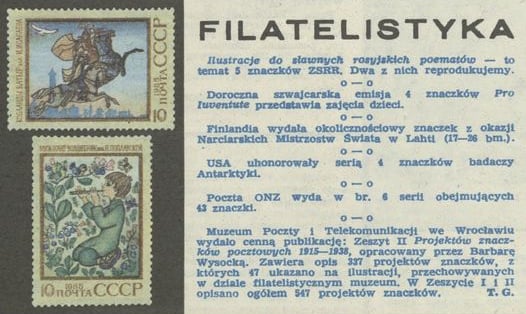 FILATELISTYKA
Ilustracje do sławnych rosyjskich poematów — to
temat 5 znaczków ZSRR. Dwa z nich reprodukujemy.
o—o
Doroczna szwajcarska emisja 4 znaczków Pro
Iuventute przedstawia zajęcia dzieci.
o—o
Finlandia wydała okolicznościowy znaczek z okazji
Narciarskich Mistrzostw Świata w Lahti (17—26 bm.).
o—o
USA uhonorowały serią 4 znaczków badaczy
Antarktyki.
o—o
Poczta ONZ wyda w br. 6 serii obejmujących
43 znaczki.
o—o
Muzeum Poczty i Telekomunikacji we Wrocławiu
wydało cenną publikację: Zeszyt II Projektów znacz-
ków pocztowych 1915—1938, opracowany przez Barbarę
Wysocką. Zawiera opis 337 projektów znaczków, z
których 47 ukazano na ilustracji, przechowywanych
w dziale filatelistycznym muzeum. W Zeszycie I i II
opisano ogółem 547 projektów znaczków. T. G.
10 ПОЧТА СССР
1988
10 ПОЧТА СССР
1988